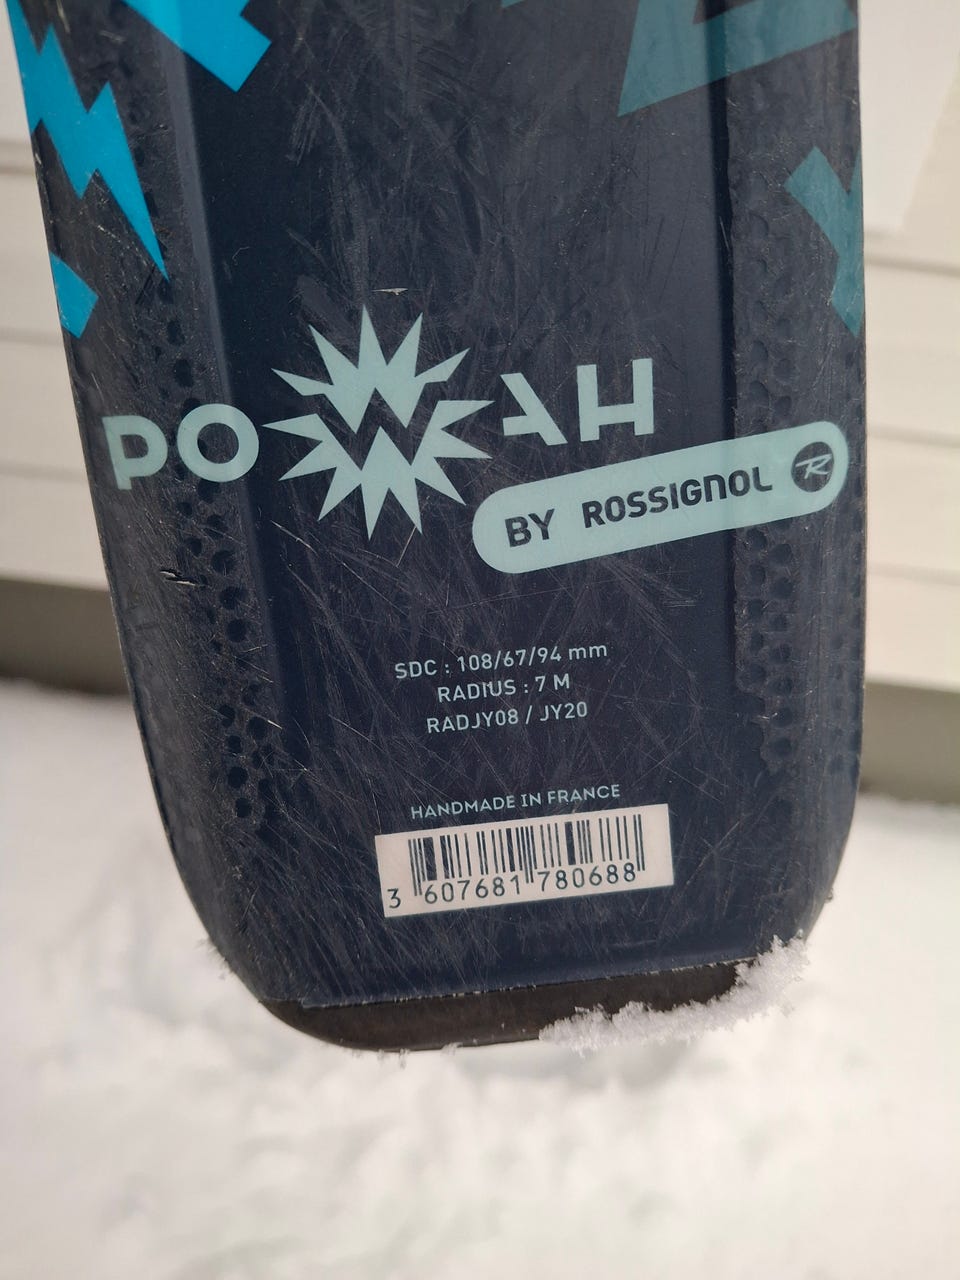 POWAH
BY ROSSIGNOL R
SDC : 108/67/94 mm
RADIUS : 7 M
RADJY08 / JY20
HANDMADE IN FRANCE
3 607681 780688